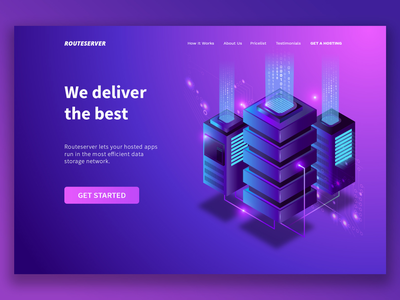 ROUTESERVER
How It Works
About Us
Pricelist
Testimonies
GET A HOSTING
We deliver
the best
Routeserver lets your hosted apps
run in the most efficient data
storage network.
GET STARTED